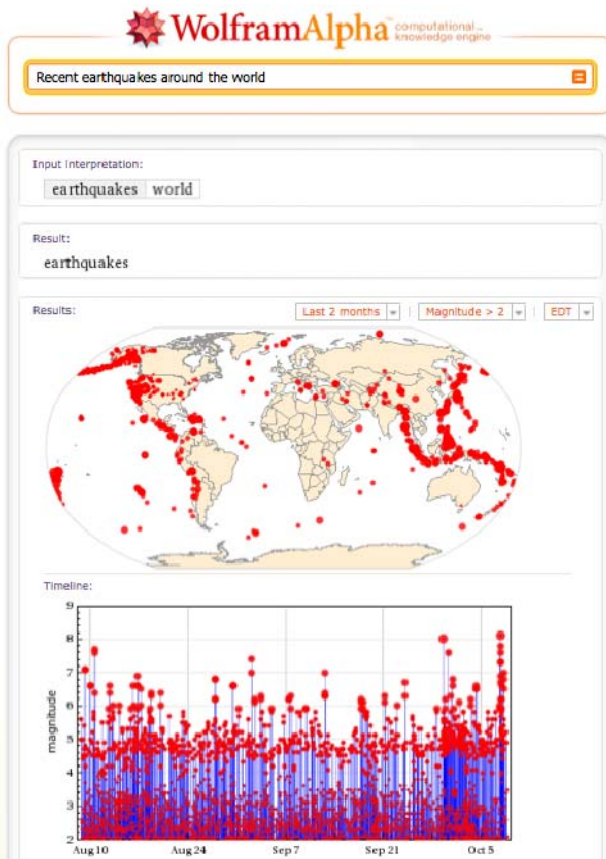 WolframAlpha computational knowledge engine
Recent earthquakes around the world
Input interpretation:
earthquakes world
Result:
earthquakes
Results:
Last 2 months
Magnitude > 2
EDT
Timeline:
9
8
7
6
5
4
3
2
magnitude
Aug 10 Aug 24 Sep 7 Sep 21 Oct 5